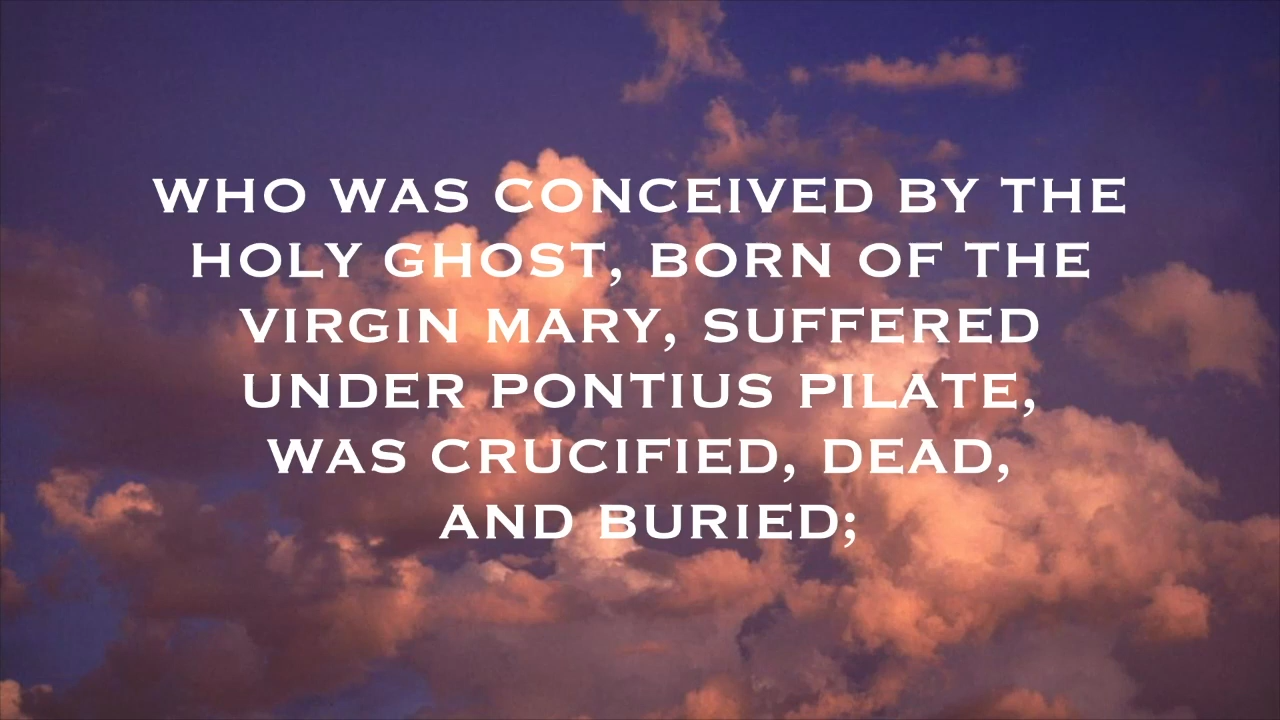 WHO WAS CONCEIVED BY THE
HOLY GHOST, BORN OF THE
VIRGIN MARY, SUFFERED
UNDER PONTIUS PILATE,
WAS CRUCIFIED, DEAD,
AND BURIED;